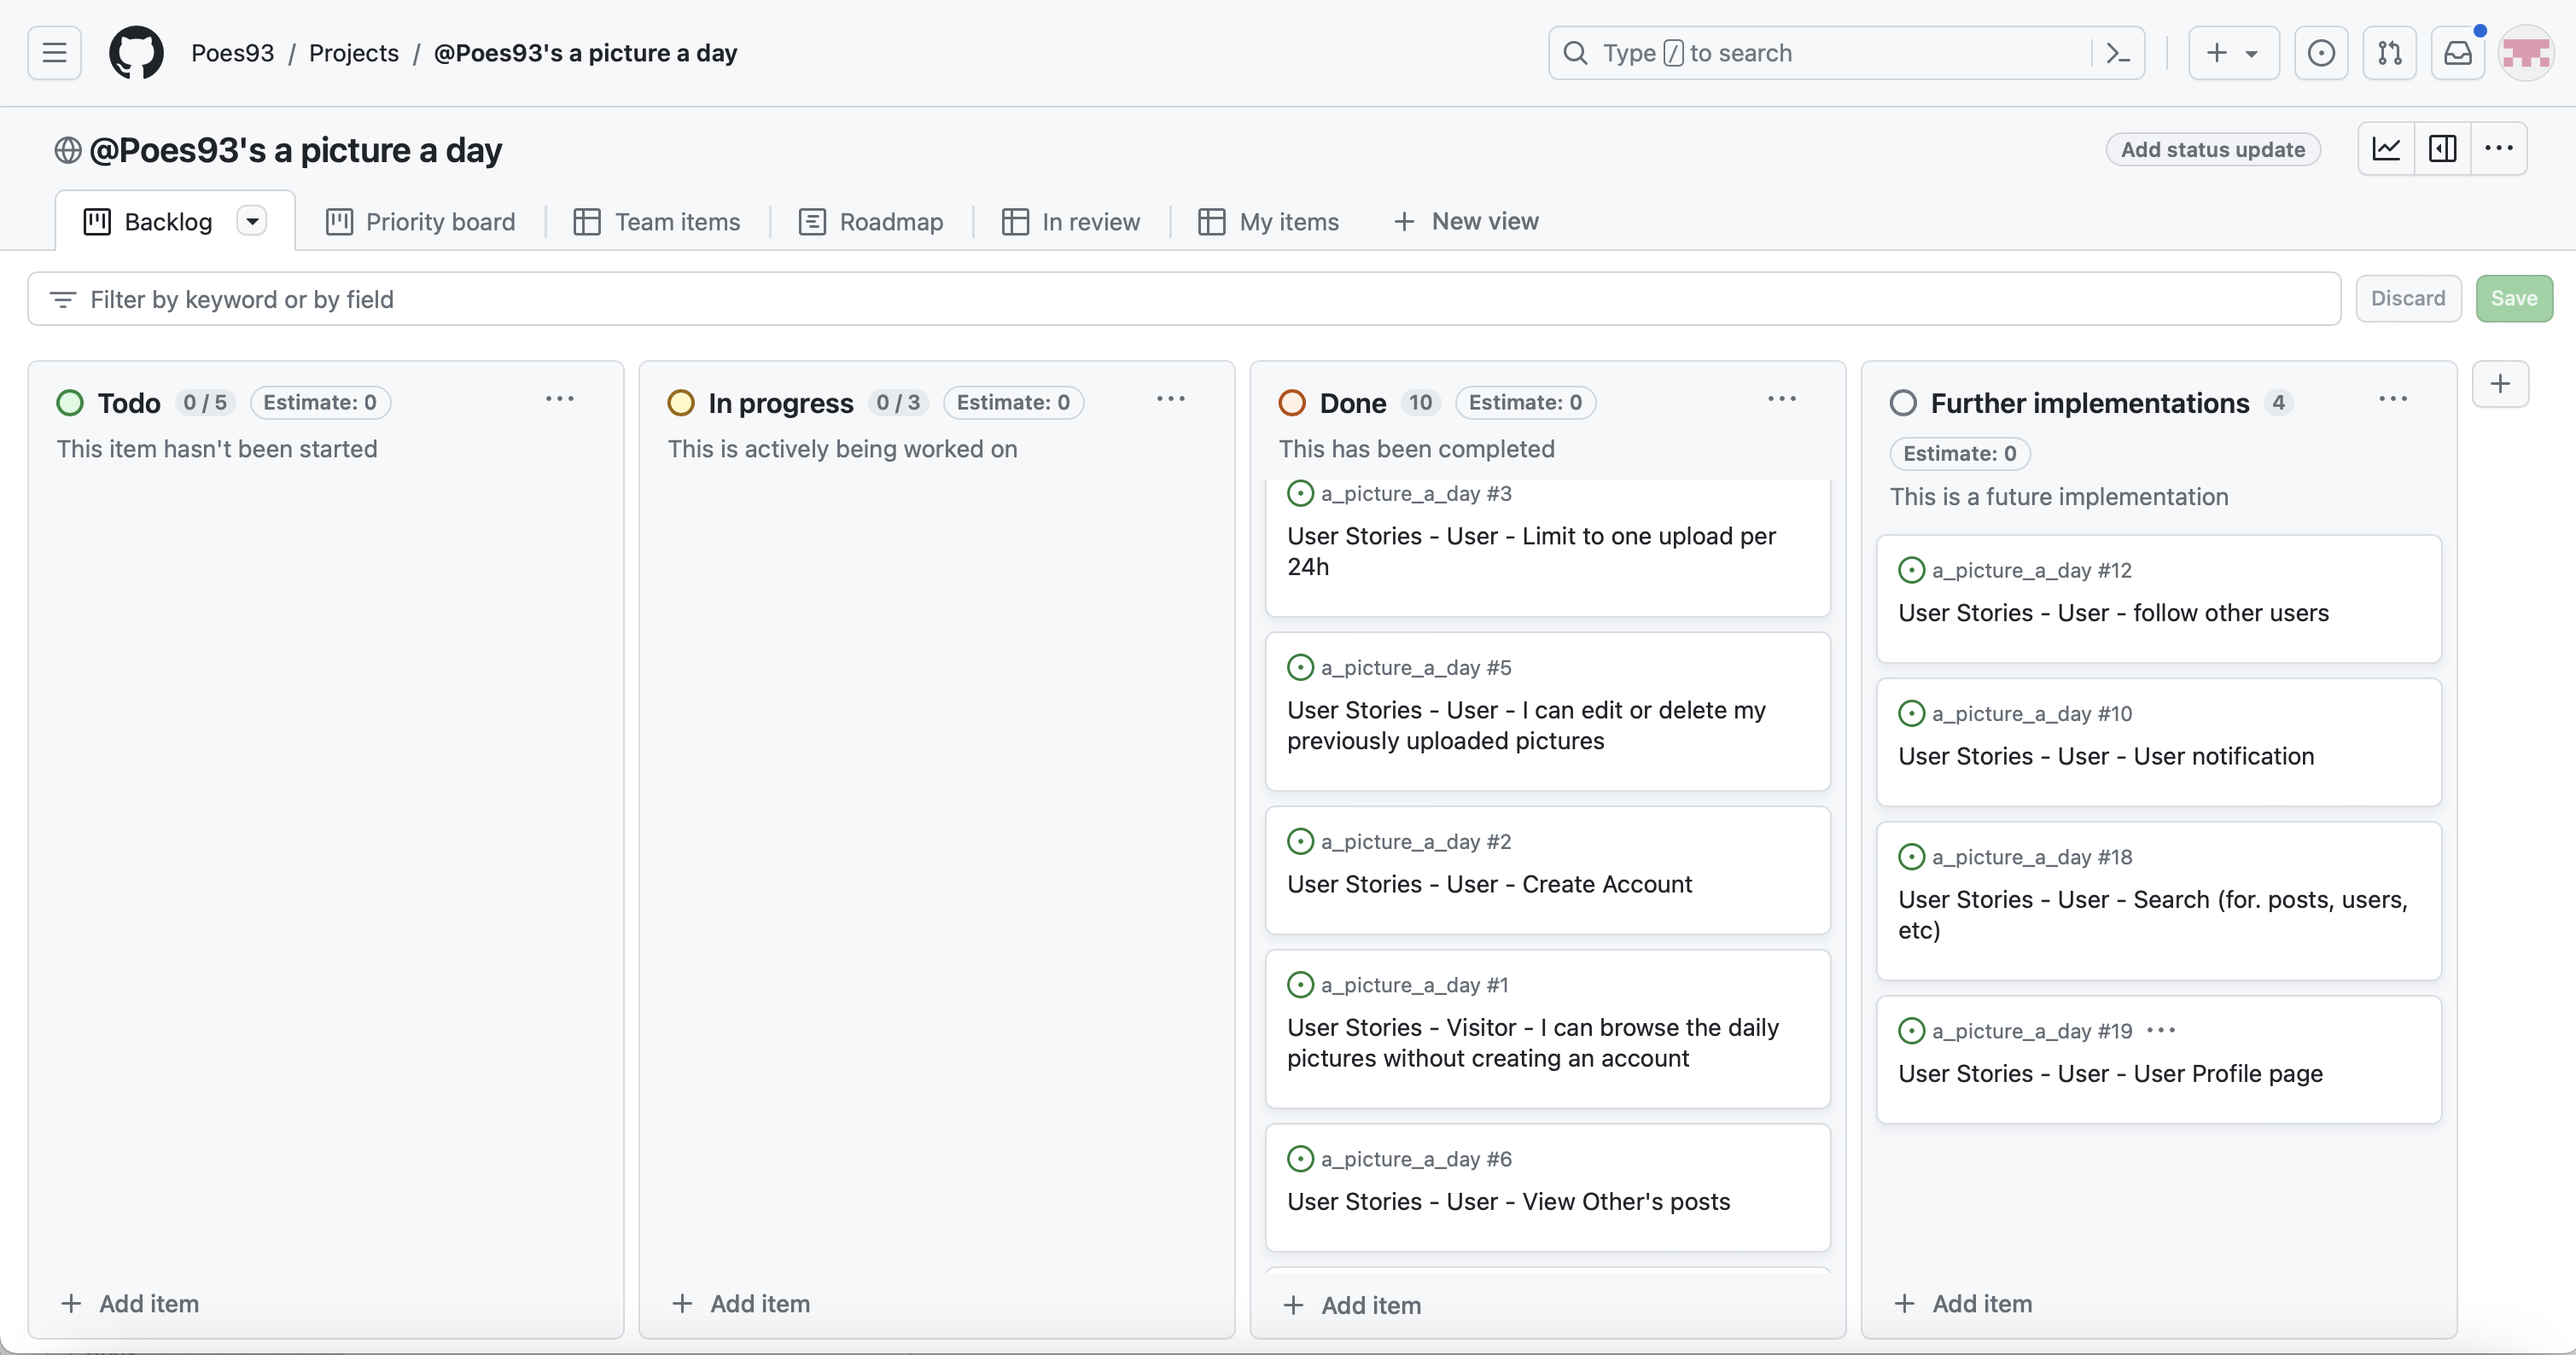 Poes93 / Projects / @Poes93's a picture a day
Type / to search
@Poes93's a picture a day
Add status update
Backlog
Priority board
Team items
Roadmap
In review
My items
New view
Filter by keyword or by field
Discard
Save
Todo 0 / 5 Estimate: 0
This item hasn't been started
Add item
In progress 0 / 3 Estimate: 0
This is actively being worked on
Add item
Done 10 Estimate: 0
This has been completed
a_picture_a_day #3
User Stories - User - Limit to one upload per
24h
a_picture_a_day #5
User Stories - User - I can edit or delete my
previously uploaded pictures
a_picture_a_day #2
User Stories - User - Create Account
a_picture_a_day #1
User Stories - Visitor - I can browse the daily
pictures without creating an account
a_picture_a_day #6
User Stories - User - View Other's posts
Add item
Further implementations 4
Estimate: 0
This is a future implementation
a_picture_a_day #12
User Stories - User - follow other users
a_picture_a_day #10
User Stories - User - User notification
a_picture_a_day #18
User Stories - User - Search (for. posts, users,
etc)
a_picture_a_day #19
User Stories - User - User Profile page
Add item